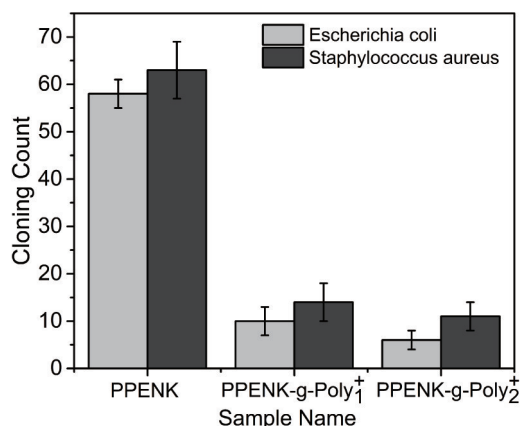 Escherichia coli
Staphylococcus aureus
Cloning Count
70
60
50
40
30
20
10
0
PPENK
PPENK-g-Poly₁⁺
PPENK-g-Poly₂⁺
Sample Name